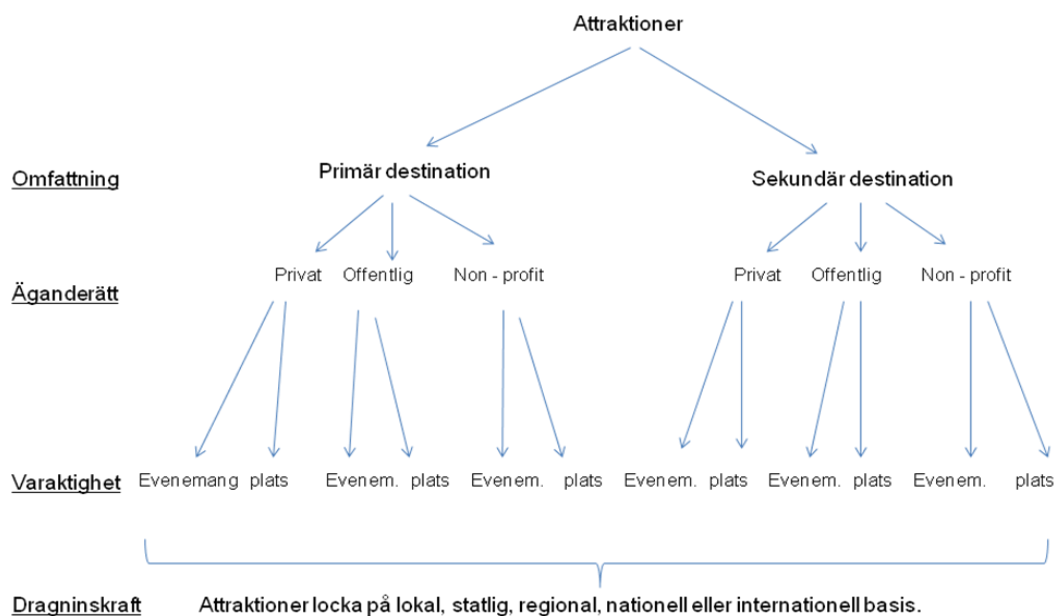 Attraktioner
Omfattning Primär destination Sekundär destination
Äganderätt Privat Offentlig Non - profit Privat Offentlig Non - profit
Varaktighet Evenemang plats Evenem. plats Evenem. plats Evenem. plats Evenem. plats Evenem. plats
Dragninskraft Attraktioner locka på lokal, statlig, regional, nationell eller internationell basis.